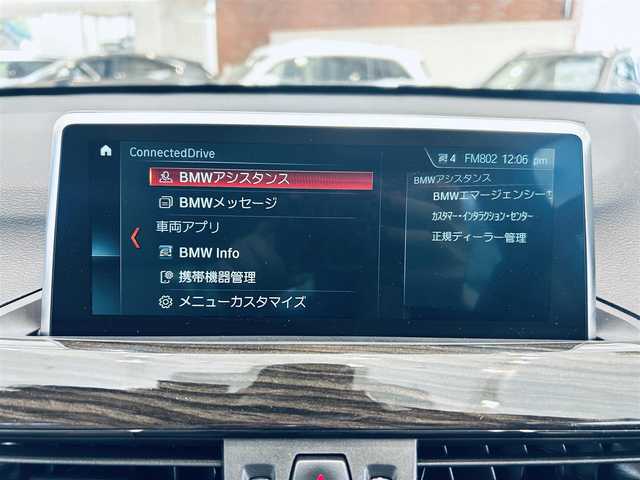 ConnectedDrive
4 FM802 12:06 pm
BMWアシスタンス
BMWメッセージ
車両アプリ
BMW Info
携帯機器管理
メニューカスタマイズ
BMWアシスタンス
BMWエマージェンシー
カスタマー・インタラクション・センター
正規ディーラー管理